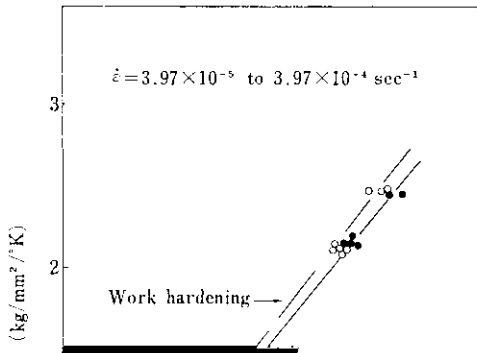 ε̇=3.97×10⁻⁵ to 3.97×10⁻⁴ sec⁻¹
3
2
Work hardening
(kg/mm²/°K)